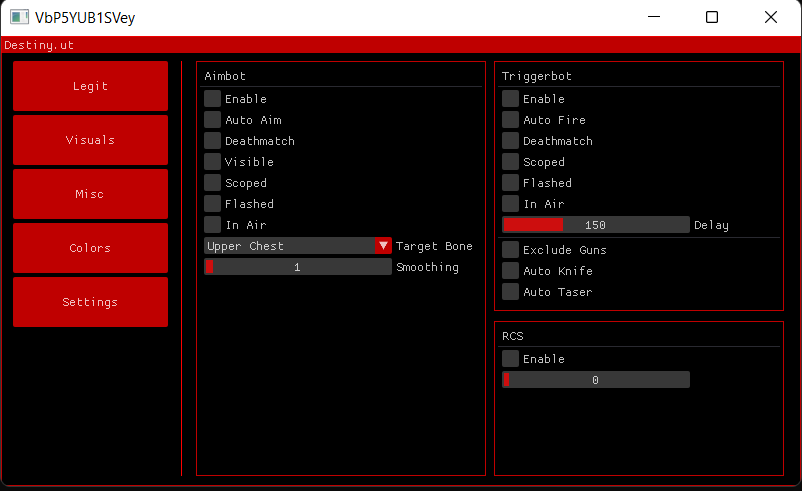 VbP5YUB1SVey
Destiny.ut
Legit
Visuals
Misc
Colors
Settings
Aimbot
Enable
Auto Aim
Deathmatch
Visible
Scoped
Flashed
In Air
Upper Chest Target Bone
1 Smoothing
Triggerbot
Enable
Auto Fire
Deathmatch
Scoped
Flashed
In Air
150 Delay
Exclude Guns
Auto Knife
Auto Taser
RCS
Enable
0